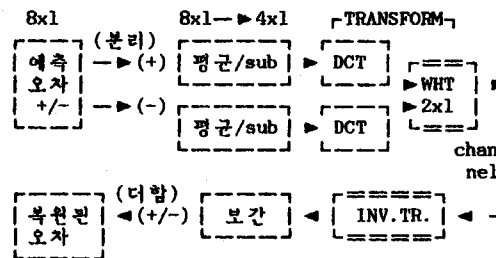 8x1 8x1→4x1 TRANSFORM
(분리)
예측 오차 +/- (+) 평균/sub DCT
(-) 평균/sub DCT
WHT 2x1
chan
nel
(더함)
복원된 오차 (+/-) 보간 INV.TR.